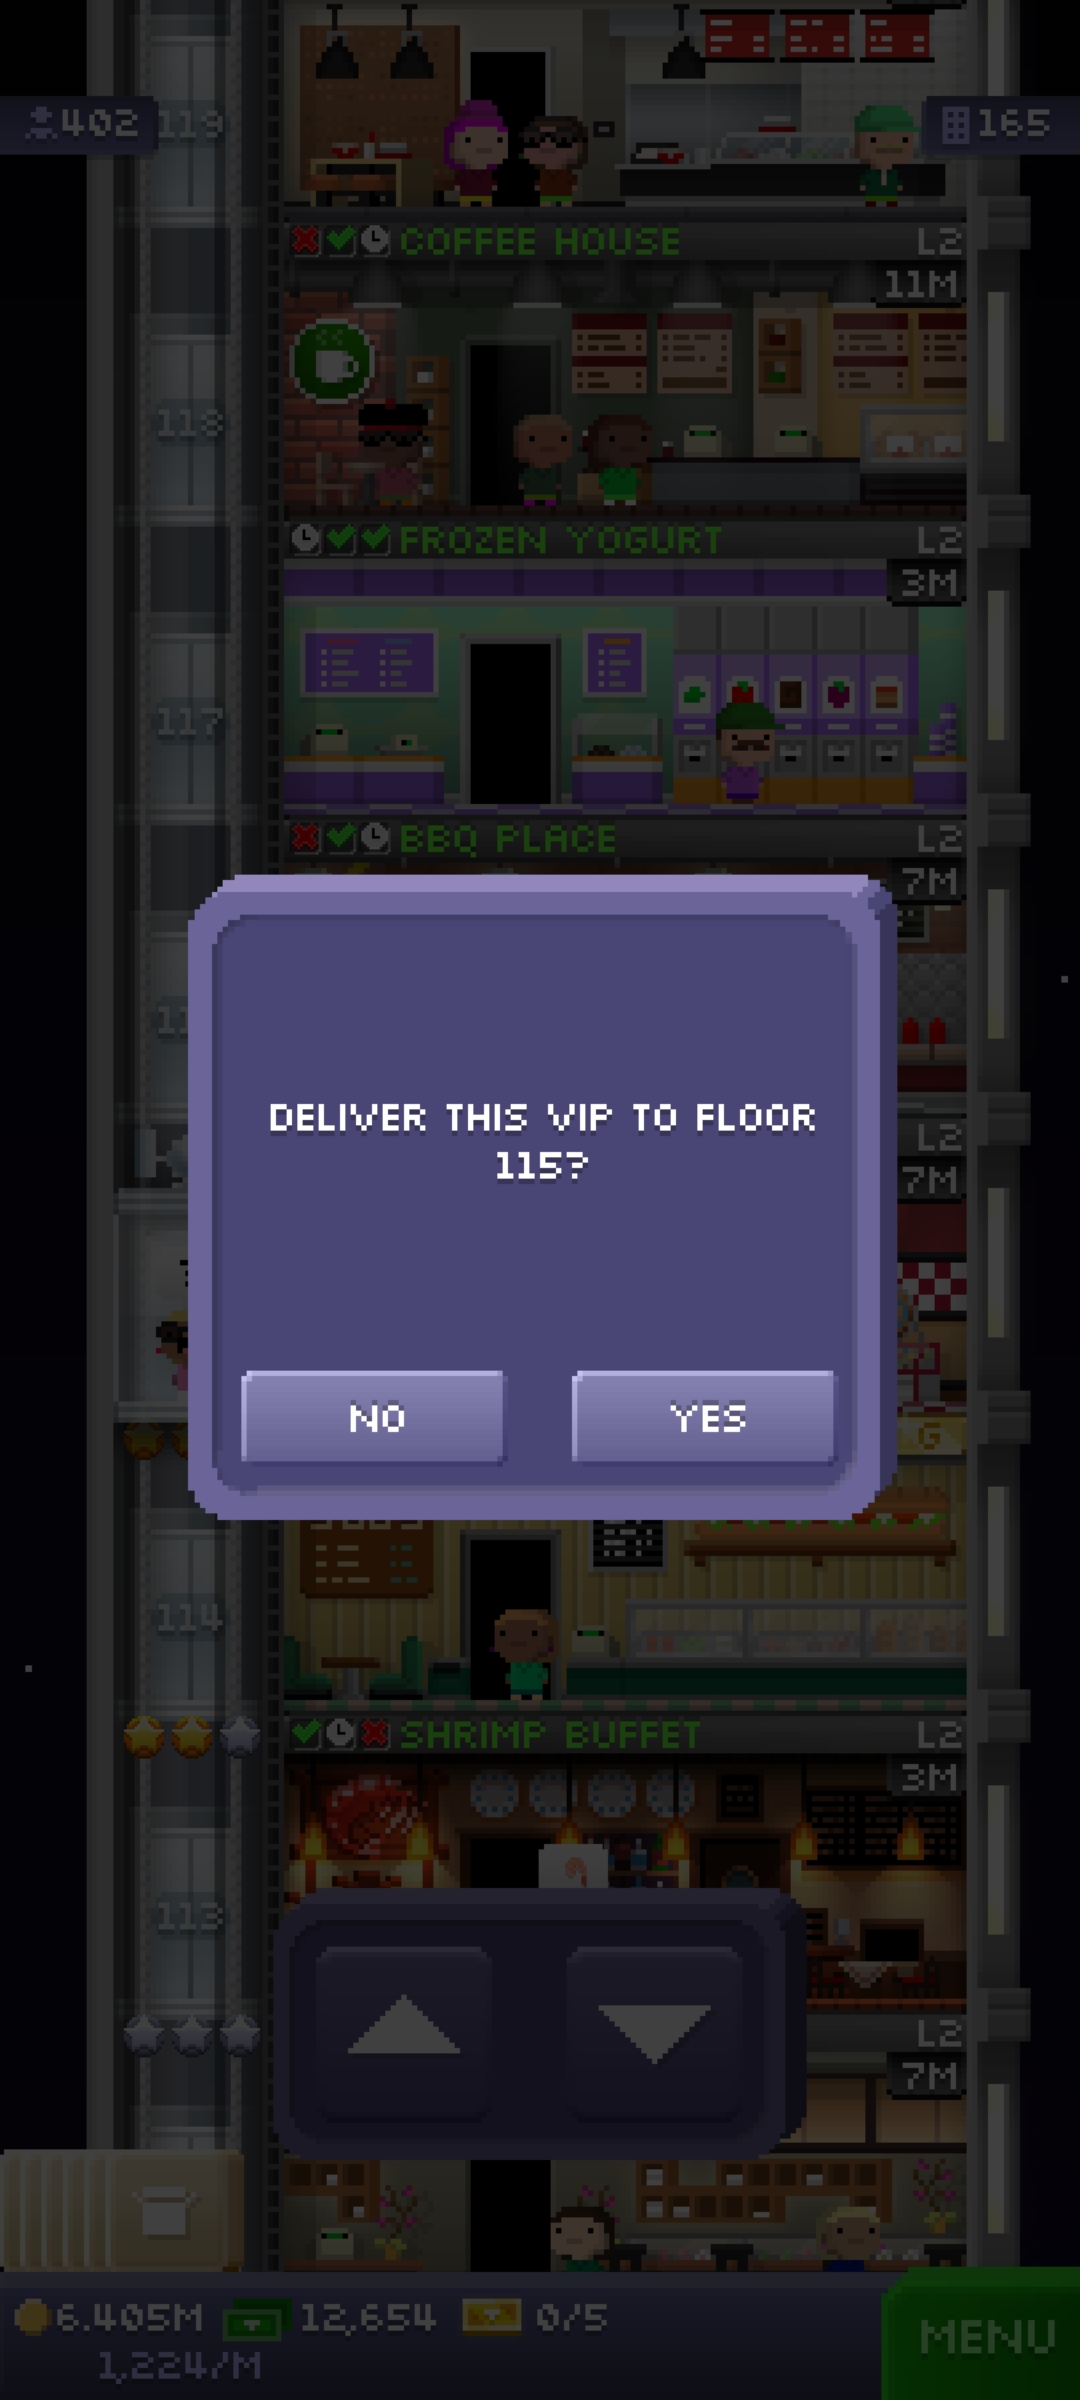 402
119
165
COFFEE HOUSE
L2
11M
118
FROZEN YOGURT
L2
3M
117
BBQ PLACE
L2
7M
DELIVER THIS VIP TO FLOOR
115?
L2
7M
NO
YES
G
114
SHRIMP BUFFET
L2
3M
113
L2
7M
6.405M
12,654
0/5
1,224/M
MENU